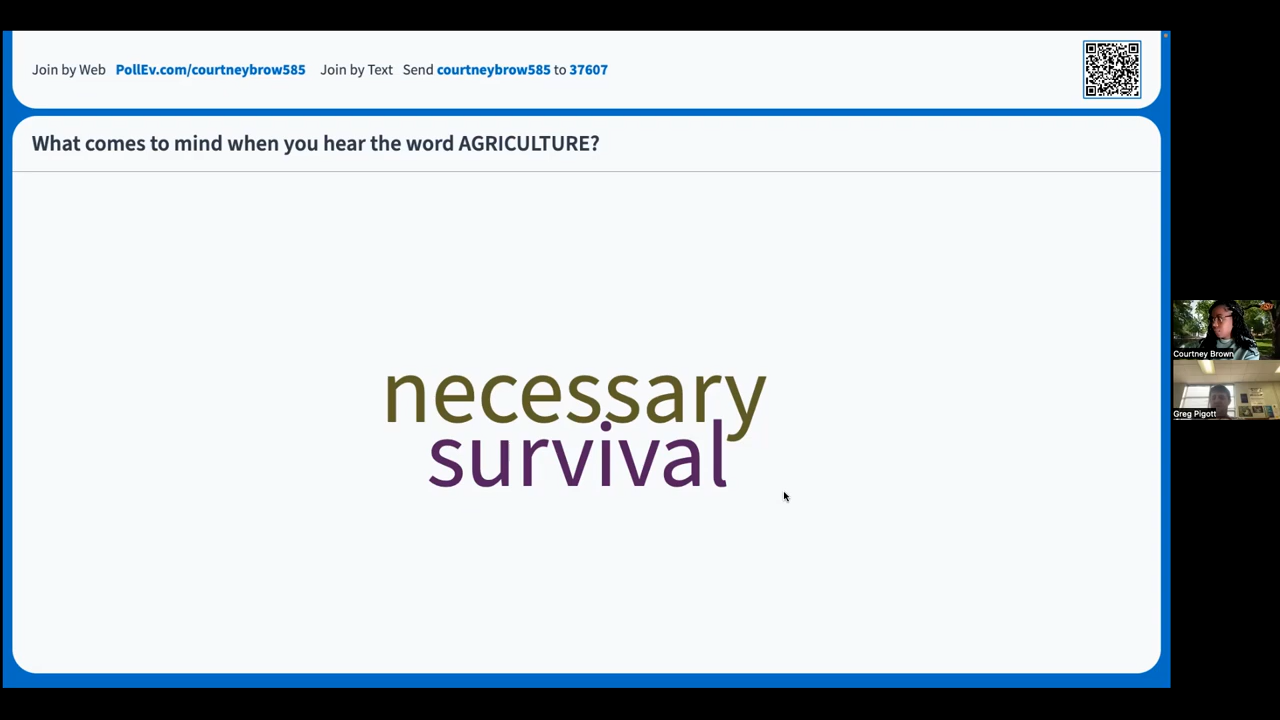 Join by Web PollEv.com/courtneybrow585 Join by Text Send courtneybrow585 to 37607
What comes to mind when you hear the word AGRICULTURE?
necessary
survival
Courtney Brown
Greg Pigott